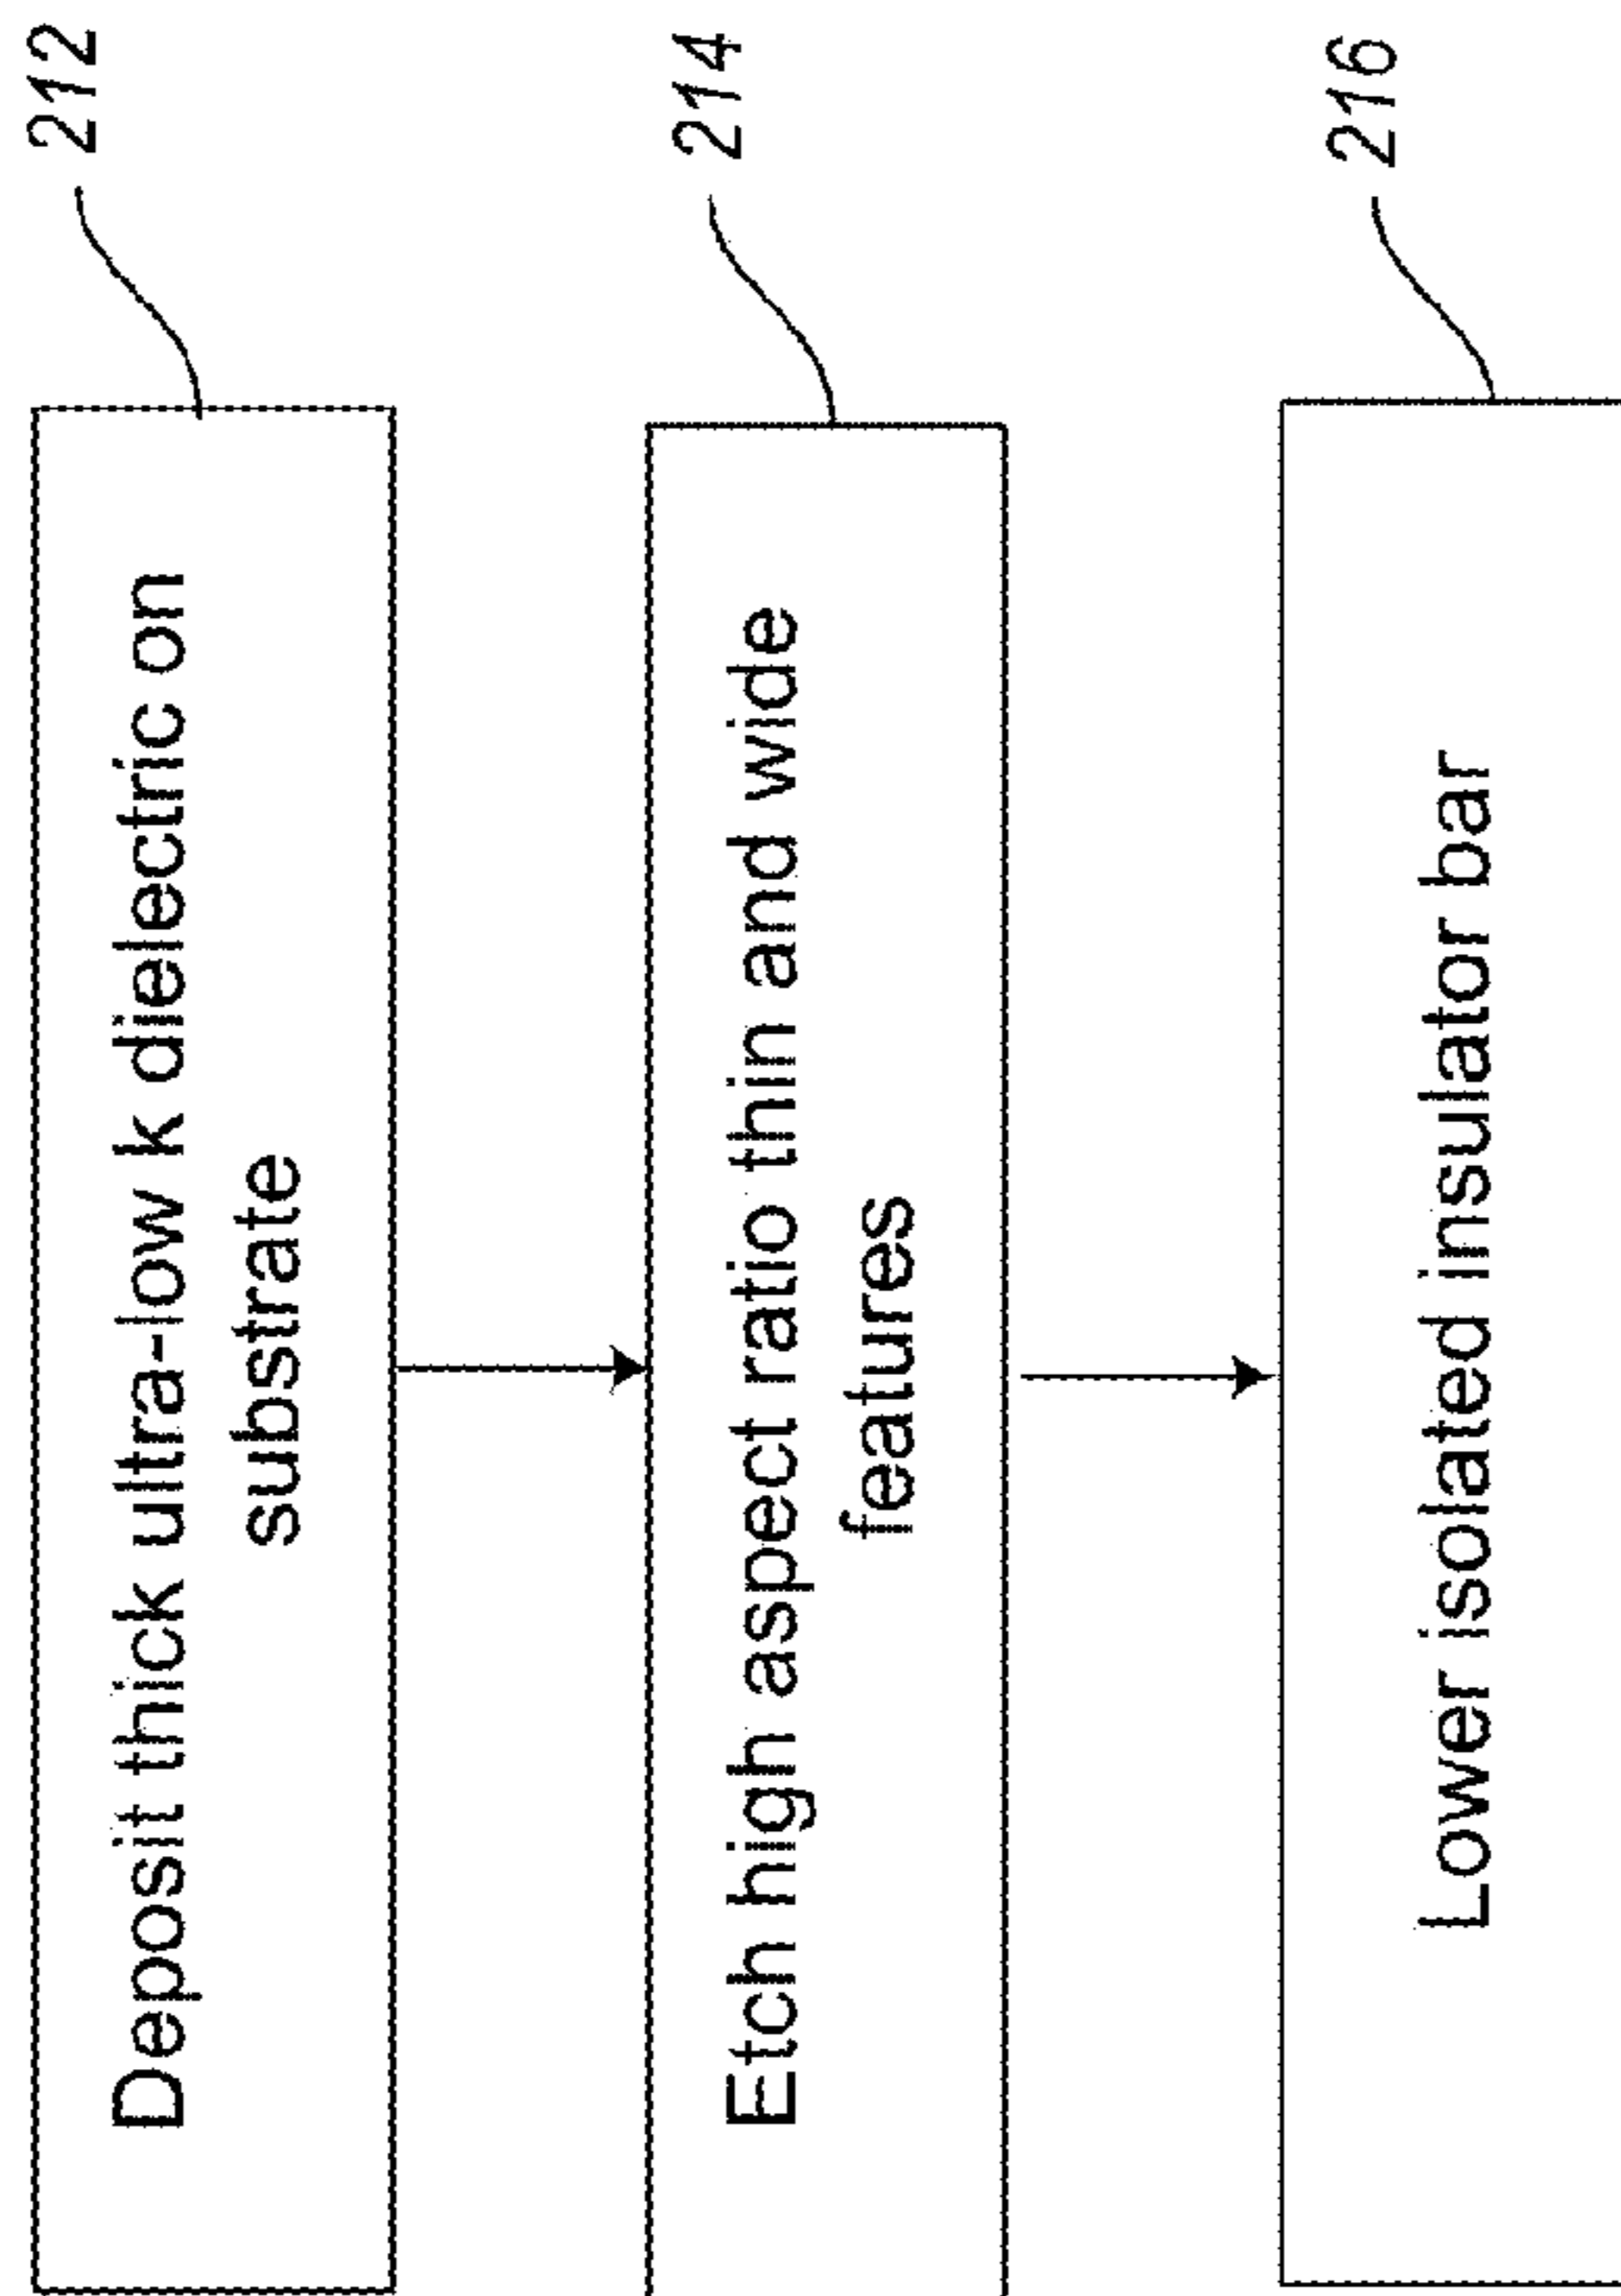 Deposit thick ultra-low k dielectric on
substrate
212
Etch high aspect ratio thin and wide
features
214
Lower isolated insulator bar
216